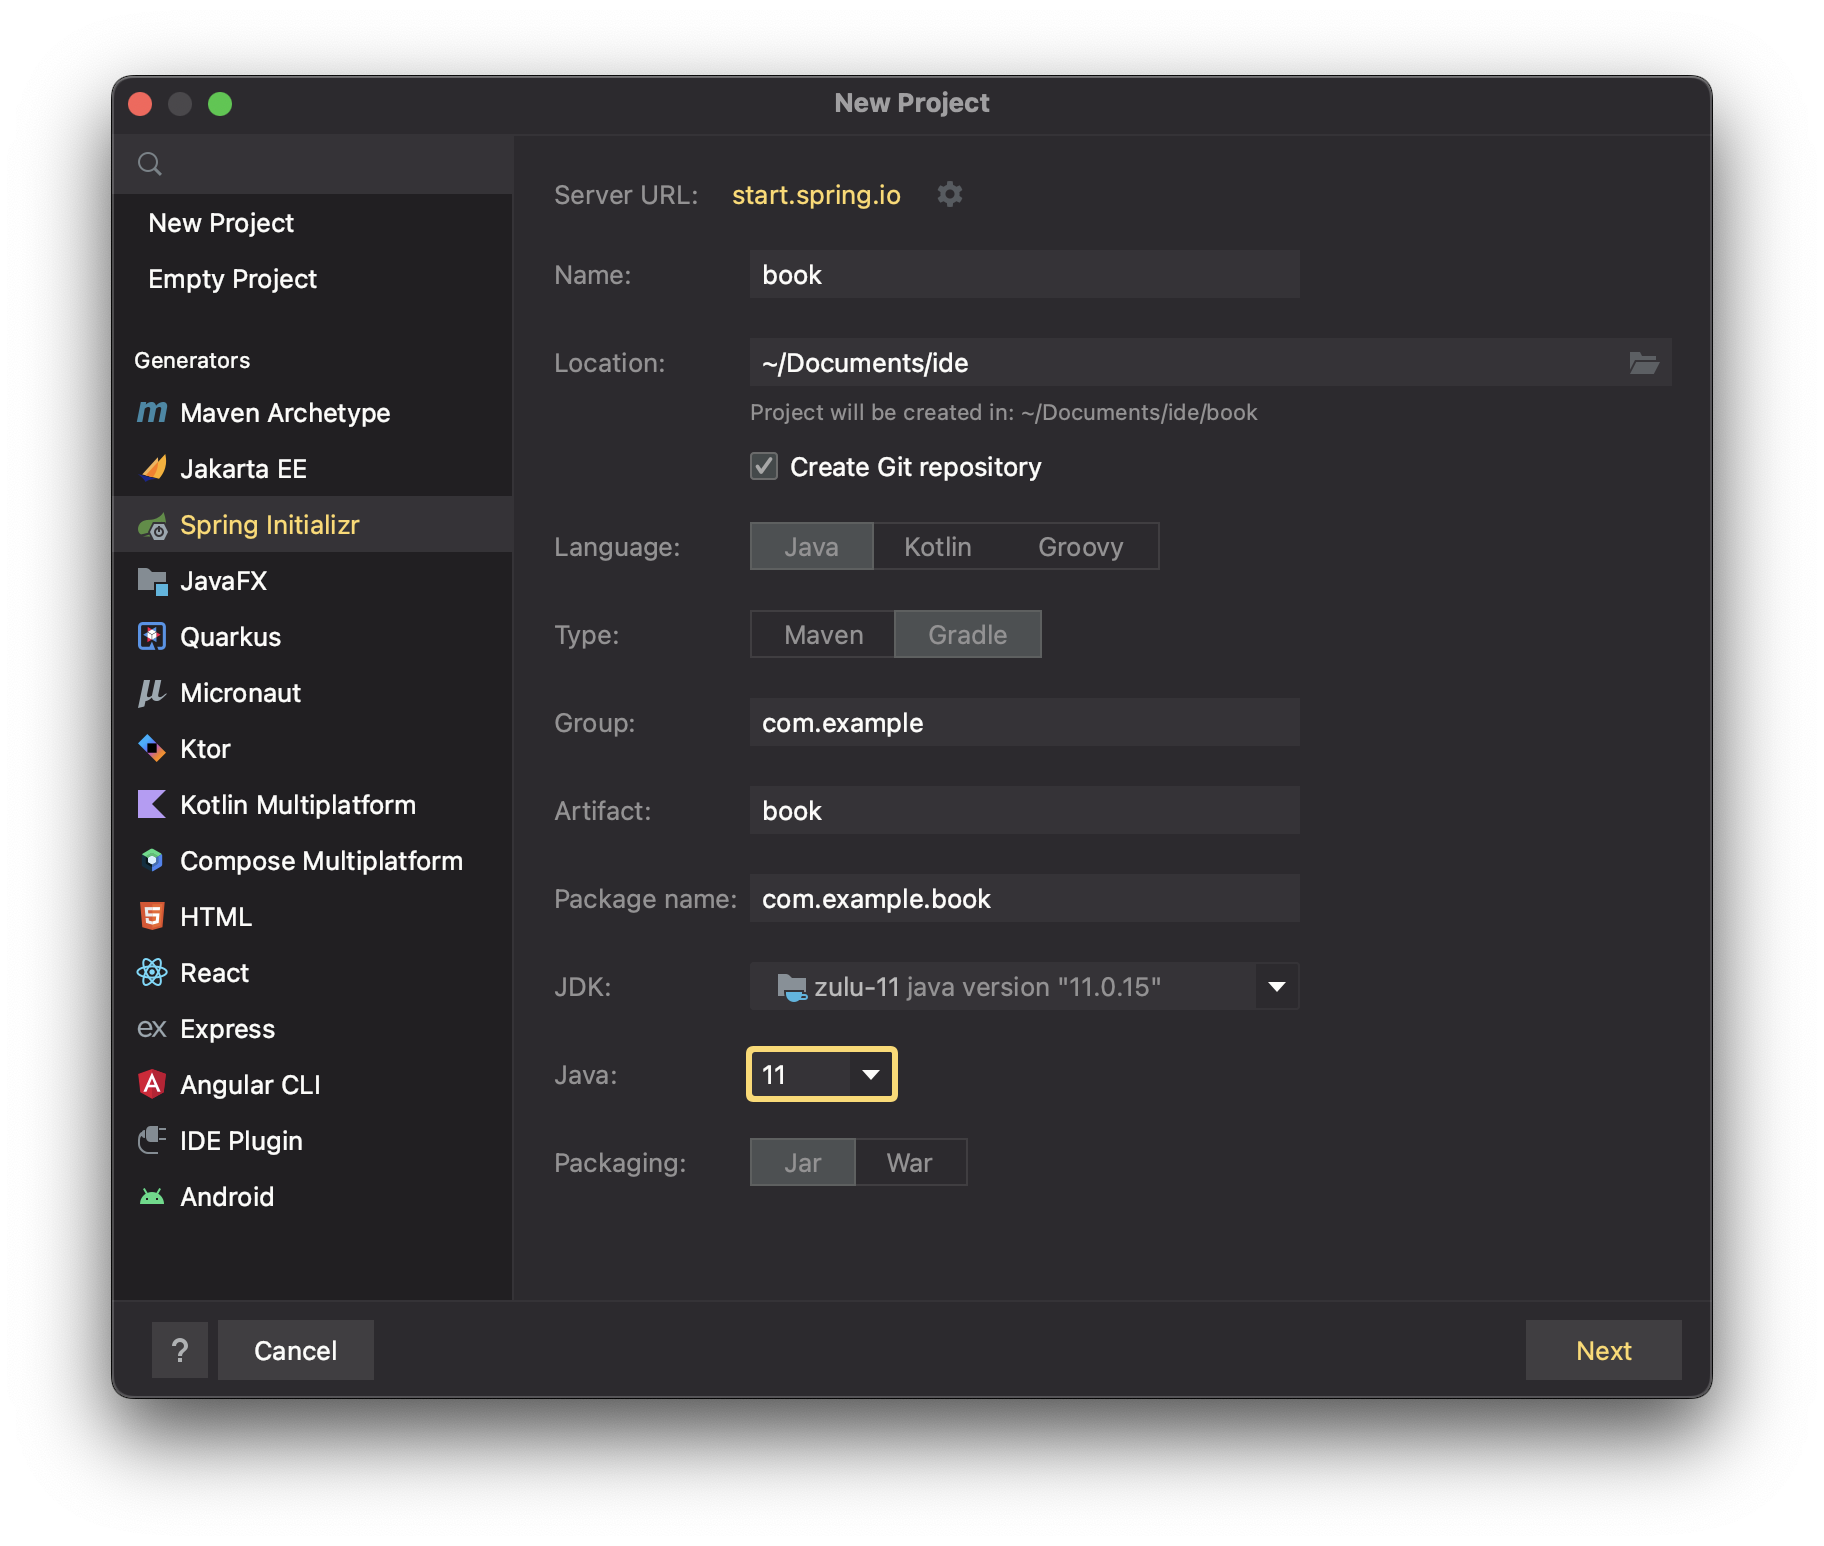 New Project
New Project
Empty Project
Generators
Maven Archetype
Jakarta EE
Spring Initializr
JavaFX
Quarkus
Micronaut
Ktor
Kotlin Multiplatform
Compose Multiplatform
HTML
React
ex Express
Angular CLI
IDE Plugin
Android
Server URL: start.spring.io
Name: book
Location: ~/Documents/ide
Project will be created in: ~/Documents/ide/book
Create Git repository
Language: Java Kotlin Groovy
Type: Maven Gradle
Group: com.example
Artifact: book
Package name: com.example.book
JDK: zulu-11 java version "11.0.15"
Java: 11
Packaging: Jar War
? Cancel Next